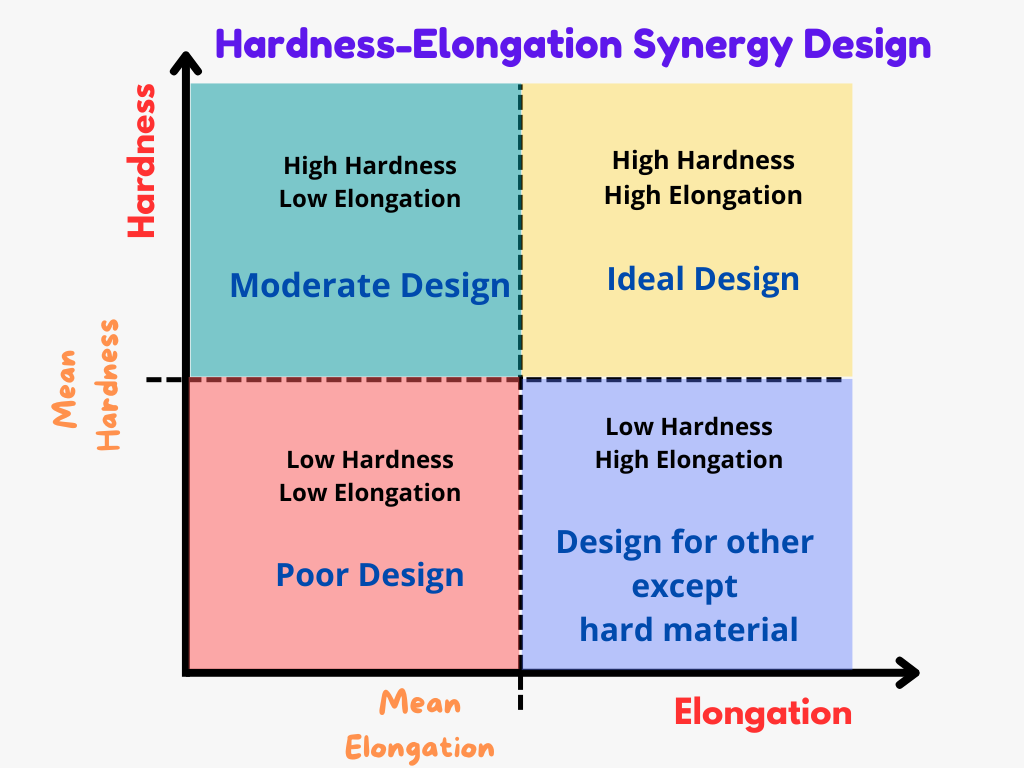 Hardness-Elongation Synergy Design
Hardness
High Hardness
Low Elongation
Moderate Design
High Hardness
High Elongation
Ideal Design
Mean
Hardness
Low Hardness
Low Elongation
Poor Design
Low Hardness
High Elongation
Design for other
except
hard material
Mean
Elongation
Elongation